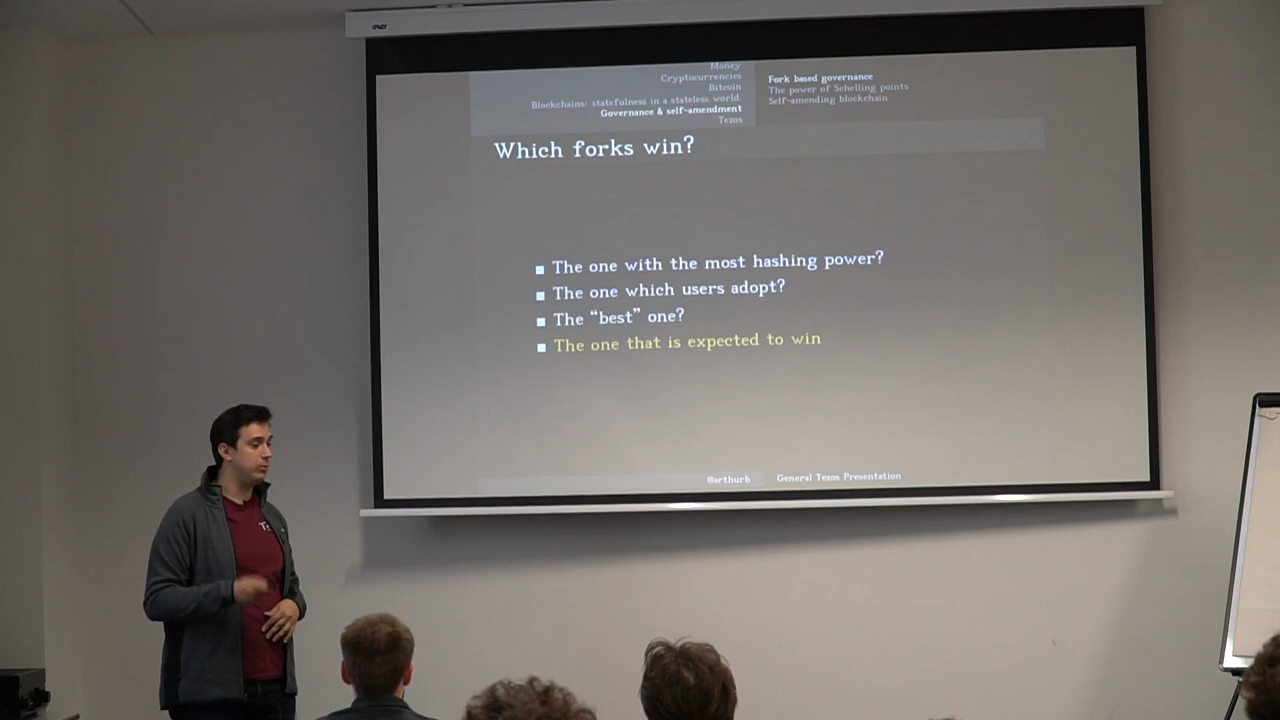 Money
Cryptocurrencies
Bitcoin
Blockchains: statefulness in a stateless world.
Governance & self-amendment
Tezos
Fork based governance
The power of Schelling points
Self-amending blockchain
Which forks win?
The one with the most hashing power?
The one which users adopt?
The “best” one?
The one that is expected to win
@arthurb
General Tezos Presentation